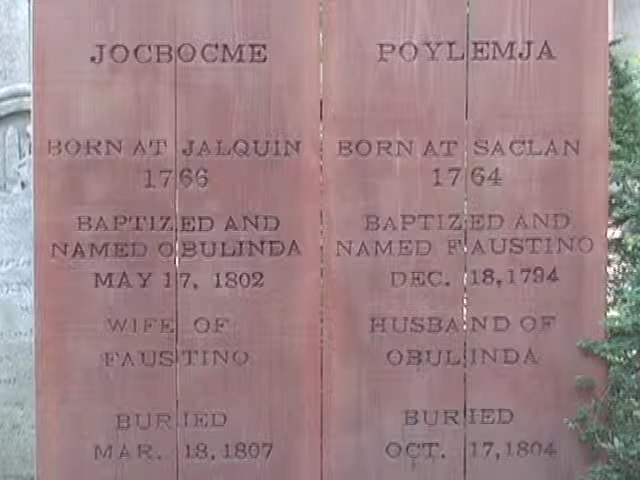 JOCBOCME
BORN AT JALQUIN
1766
BAPTIZED AND
NAMED OBULINDA
MAY 17, 1802
WIFE OF
FAUSTINO
BURIED
MAR. 18,1807
POYLEMJA
BORN AT SACLAN
1764
BAPTIZED AND
NAMED FAUSTINO
DEC. 18,1794
HUSBAND OF
OBULINDA
BURIED
OCT. 17,1804